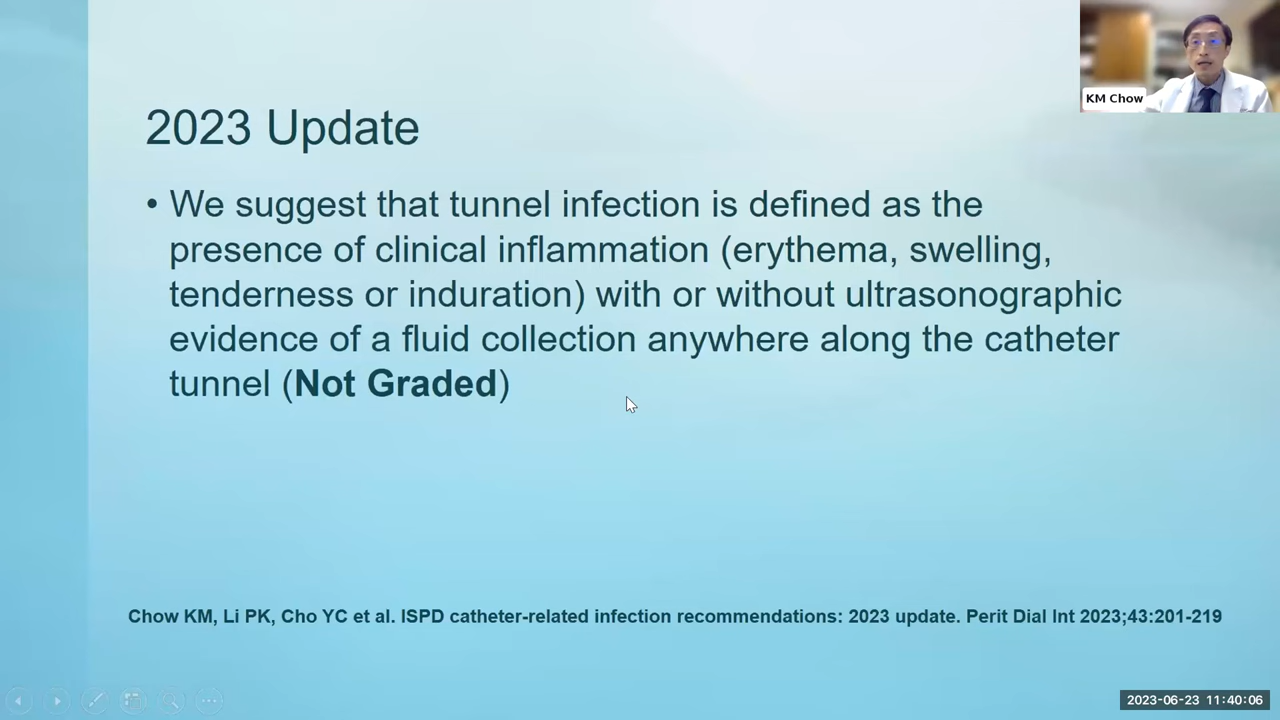 KM Chow
2023 Update
• We suggest that tunnel infection is defined as the
presence of clinical inflammation (erythema, swelling,
tenderness or induration) with or without ultrasonographic
evidence of a fluid collection anywhere along the catheter
tunnel (Not Graded)
Chow KM, Li PK, Cho YC et al. ISPD catheter-related infection recommendations: 2023 update. Perit Dial Int 2023;43:201-219
2023-06-23 11:40:06